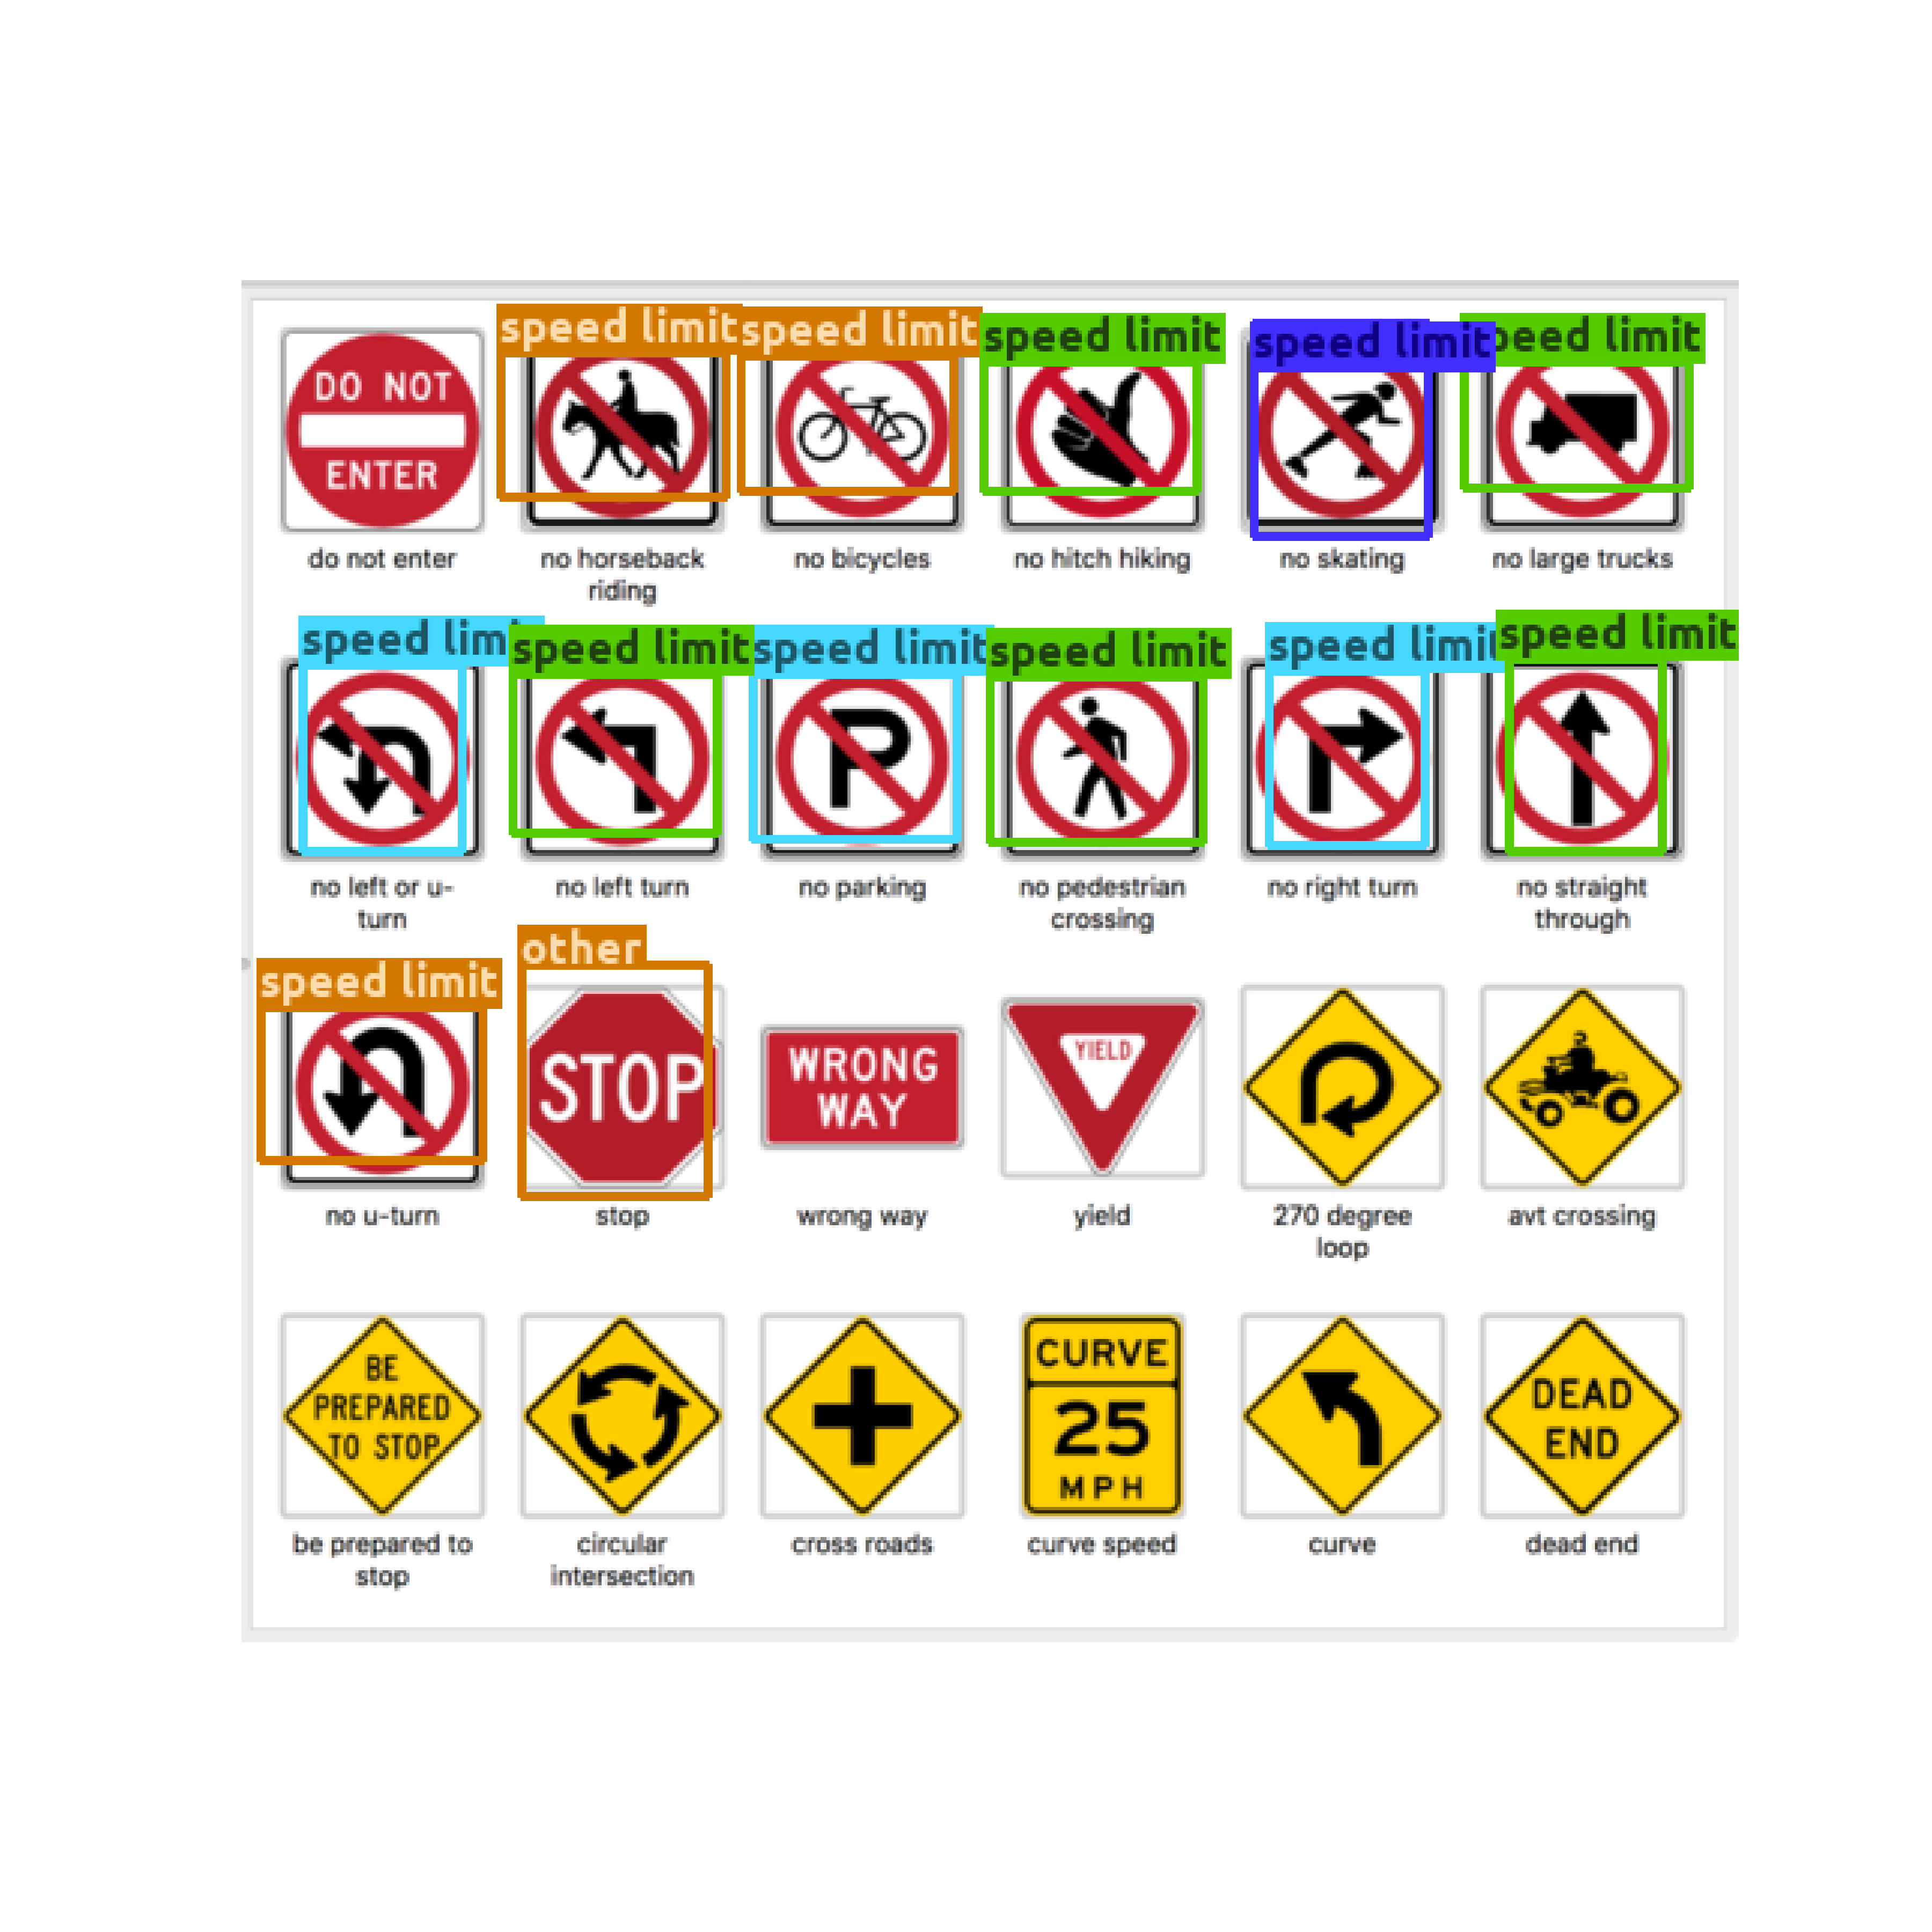 speed limit
speed limit
speed limit
speed limit
peed limit
DO NOT
ENTER
do not enter
no horseback
riding
no bicycles
no hitch hiking
no skating
no large trucks
speed lim
speed limit
speed limit
speed limit
speed limi
speed limit
P
no left or u-
turn
no left turn
no parking
no pedestrian
crossing
no right turn
no straight
through
speed limit
other
STOP
WRONG
WAY
YIELD
no u-turn
stop
wrong way
yield
270 degree
loop
avt crossing
BE
PREPARED
TO STOP
CURVE
25
MPH
DEAD
END
be prepared to
stop
circular
intersection
cross roads
curve speed
curve
dead end